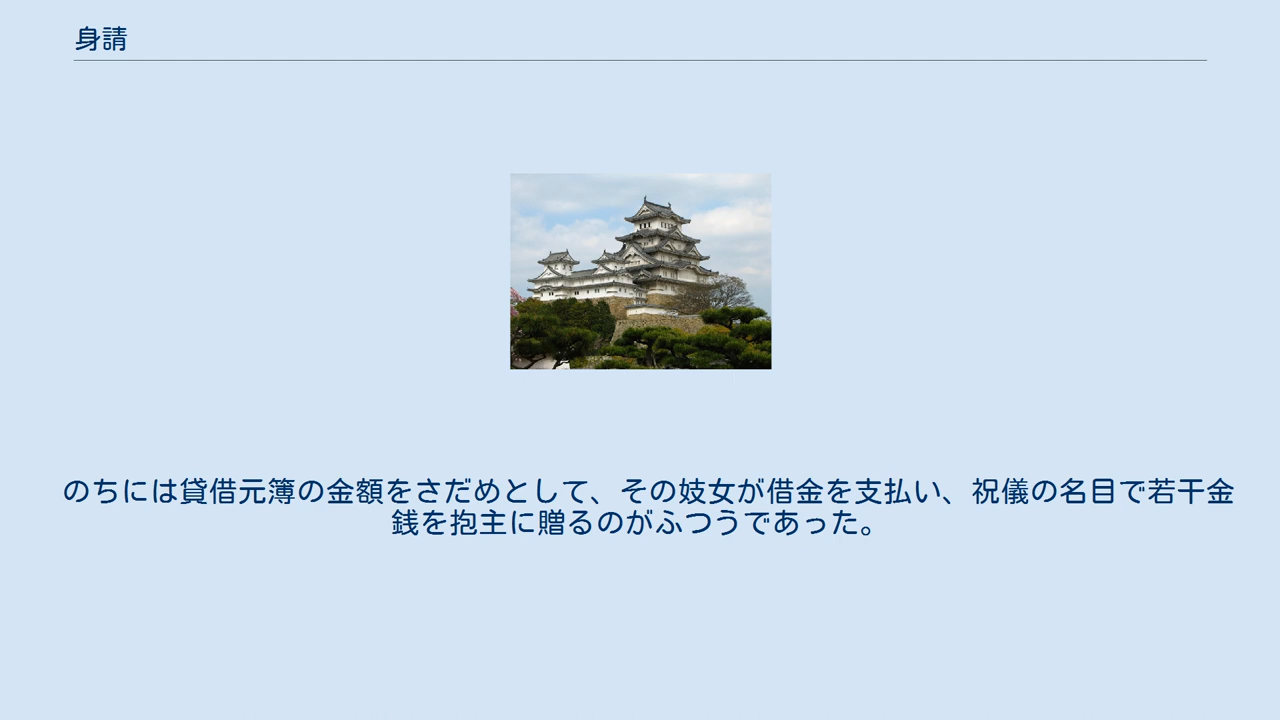 身請
のちには貸借元簿の金額をさだめとして、その妓女が借金を支払い、祝儀の名目で若干金
銭を抱主に贈るのがふつうであった。